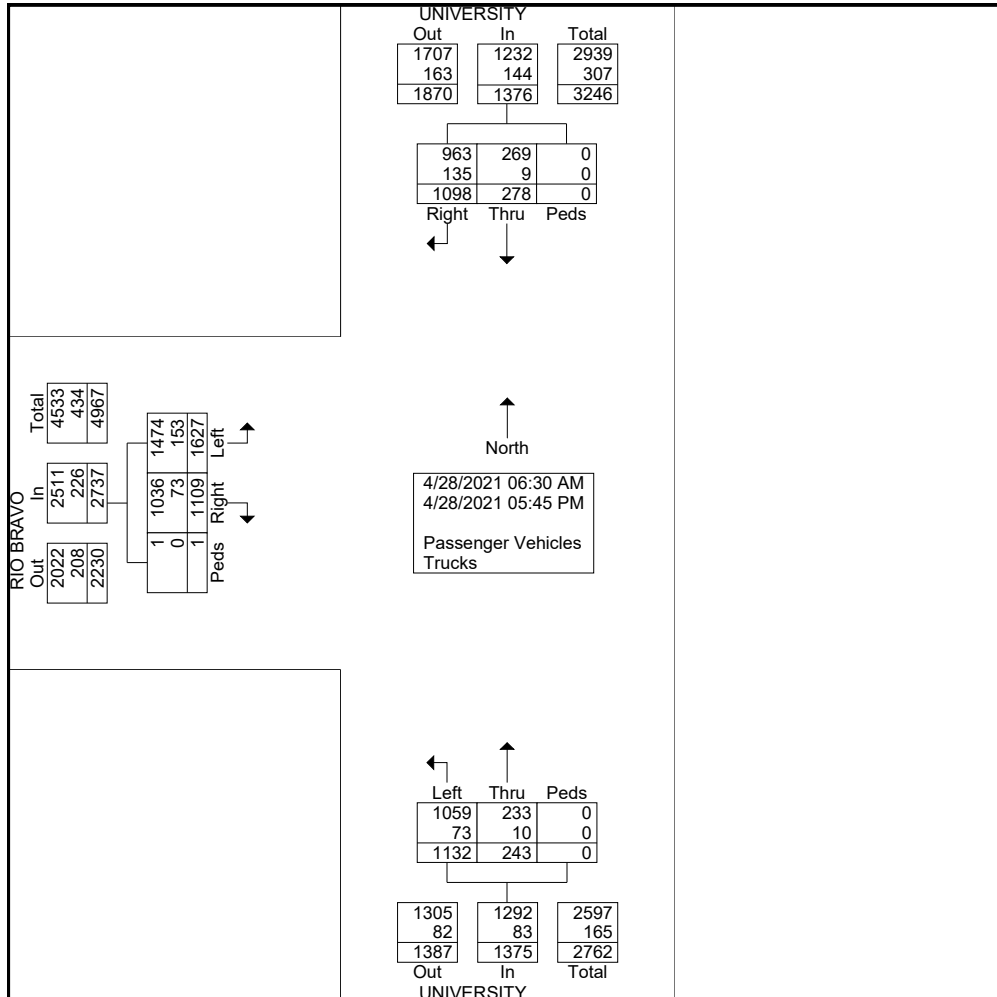 UNIVERSITY
Out In Total
1707 1232 2939
163 144 307
1870 1376 3246
963 269 0
135 9 0
1098 278 0
Right Thru Peds
RIO BRAVO
Out In Total
2022 2511 4533
208 226 434
2230 2737 4967
1 1036 1474
0 73 153
1 1109 1627
Peds Right Left
North
4/28/2021 06:30 AM
4/28/2021 05:45 PM
Passenger Vehicles
Trucks
Left Thru Peds
1059 233 0
73 10 0
1132 243 0
1305 1292 2597
82 83 165
1387 1375 2762
Out In Total
UNIVERSITY